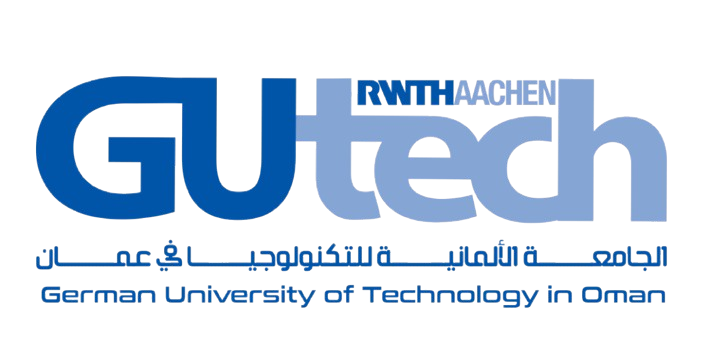 GUtech
RWTHAACHEN
الجامعة الألمانية للتكنولوجيا في عمان
German University of Technology in Oman